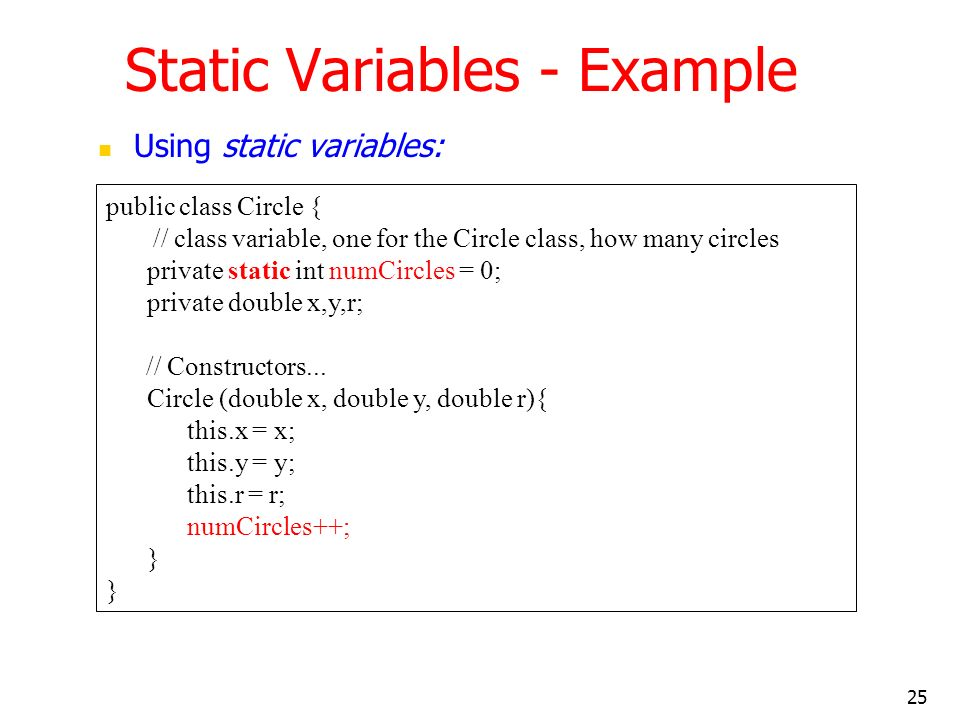 Static Variables - Example
Using static variables:
public class Circle {
// class variable, one for the Circle class, how many circles
private static int numCircles = 0;
private double x,y,r;
// Constructors...
Circle (double x, double y, double r){
this.x = x;
this.y = y;
this.r = r;
numCircles++;
}
}
25